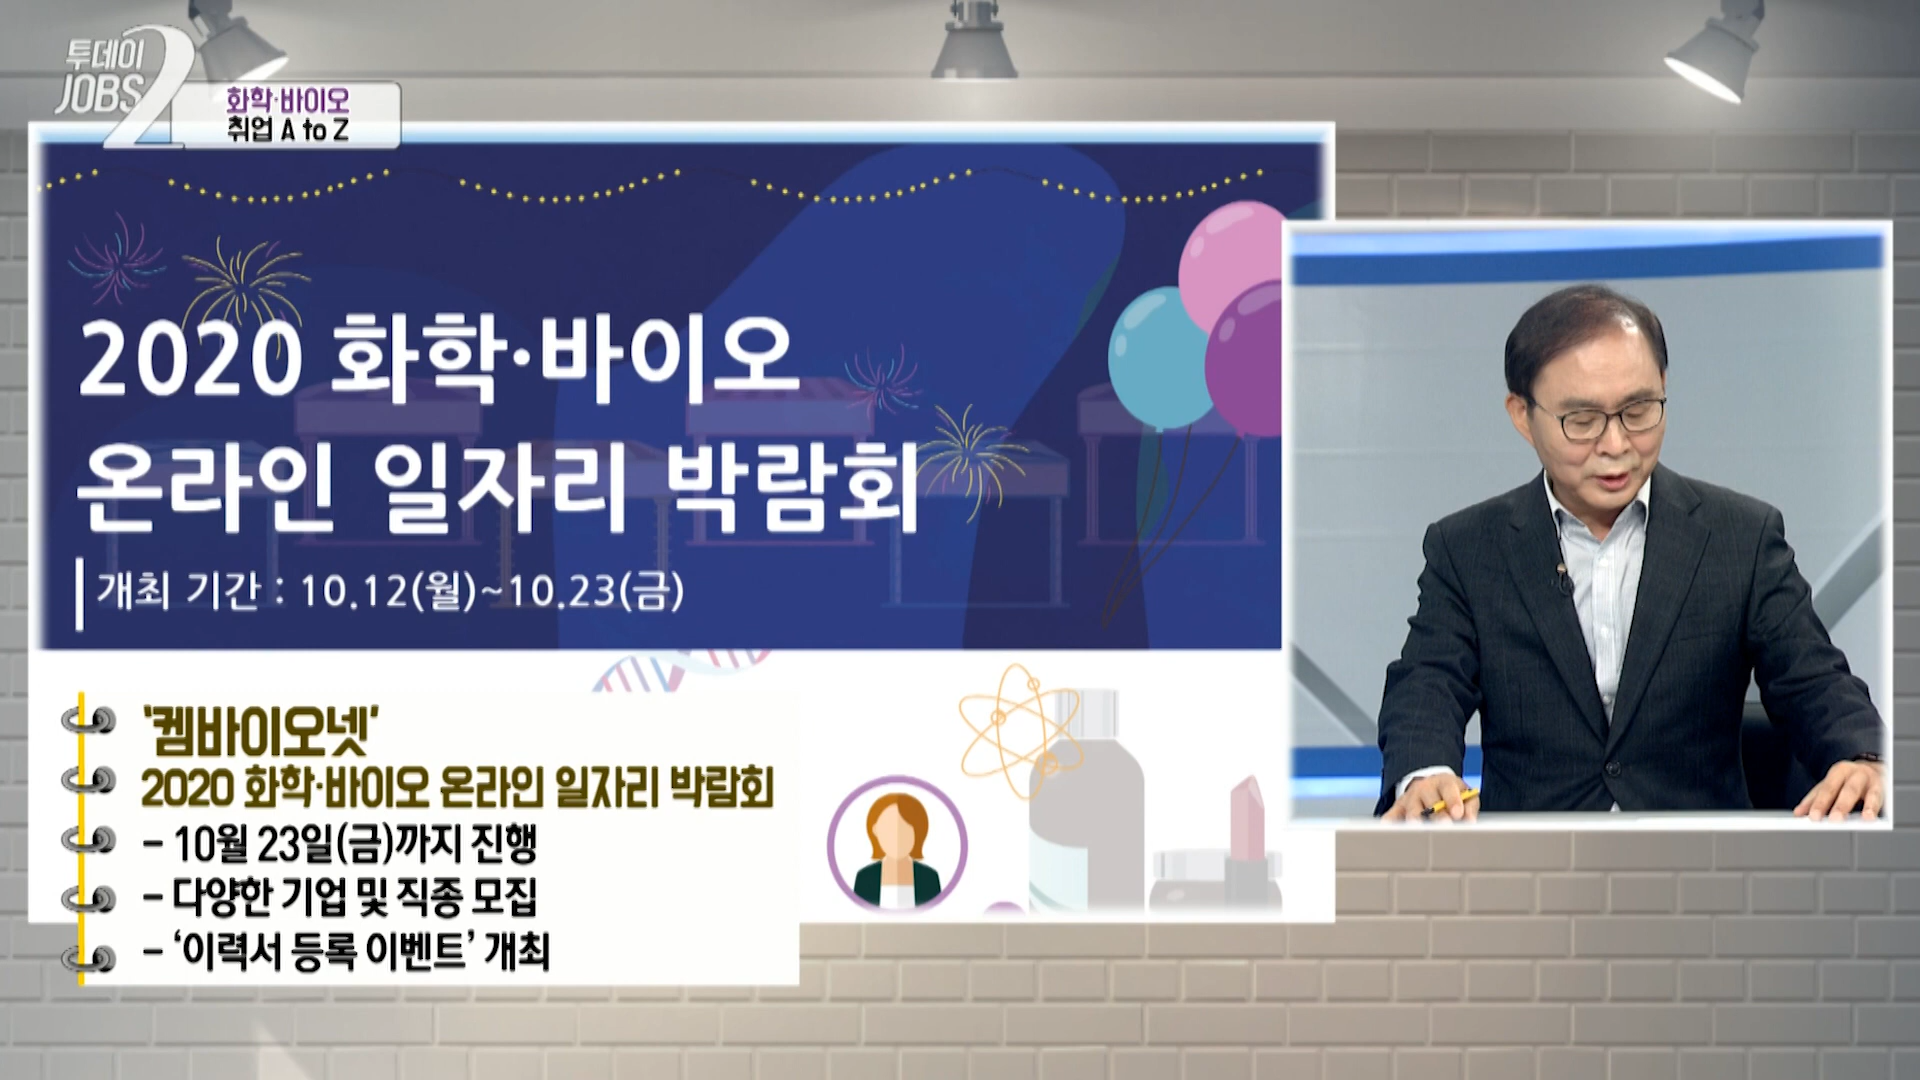 투데이
JOBS 2
화학·바이오
취업 A to Z
2020 화학·바이오
온라인 일자리 박람회
개최 기간 : 10.12(월)~10.23(금)
'켐바이오넷'
2020 화학·바이오 온라인 일자리 박람회
- 10월 23일(금)까지 진행
- 다양한 기업 및 직종 모집
- '이력서 등록 이벤트' 개최